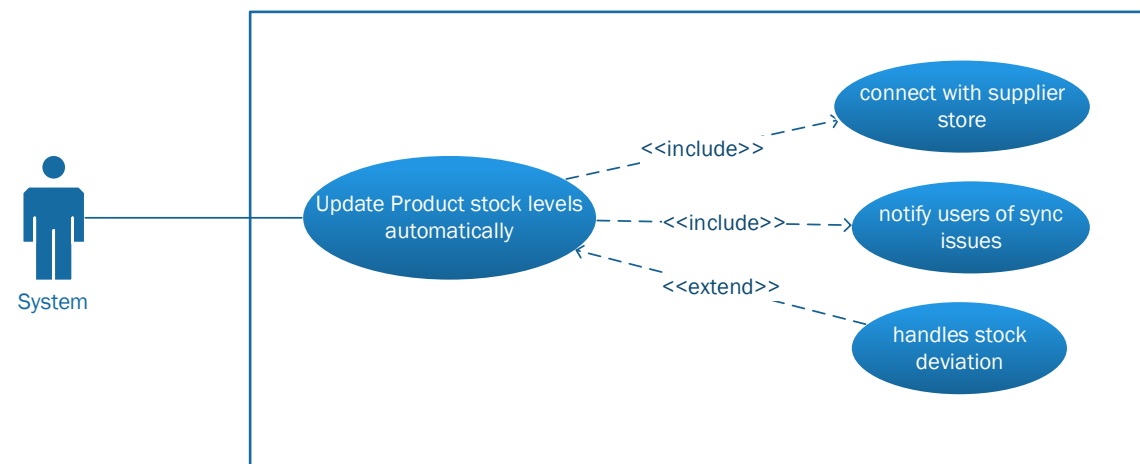 connect with supplier
store
<<include>>
Update Product stock levels
automatically
<<include>>
notify users of sync
issues
<<extend>>
System
handles stock
deviation